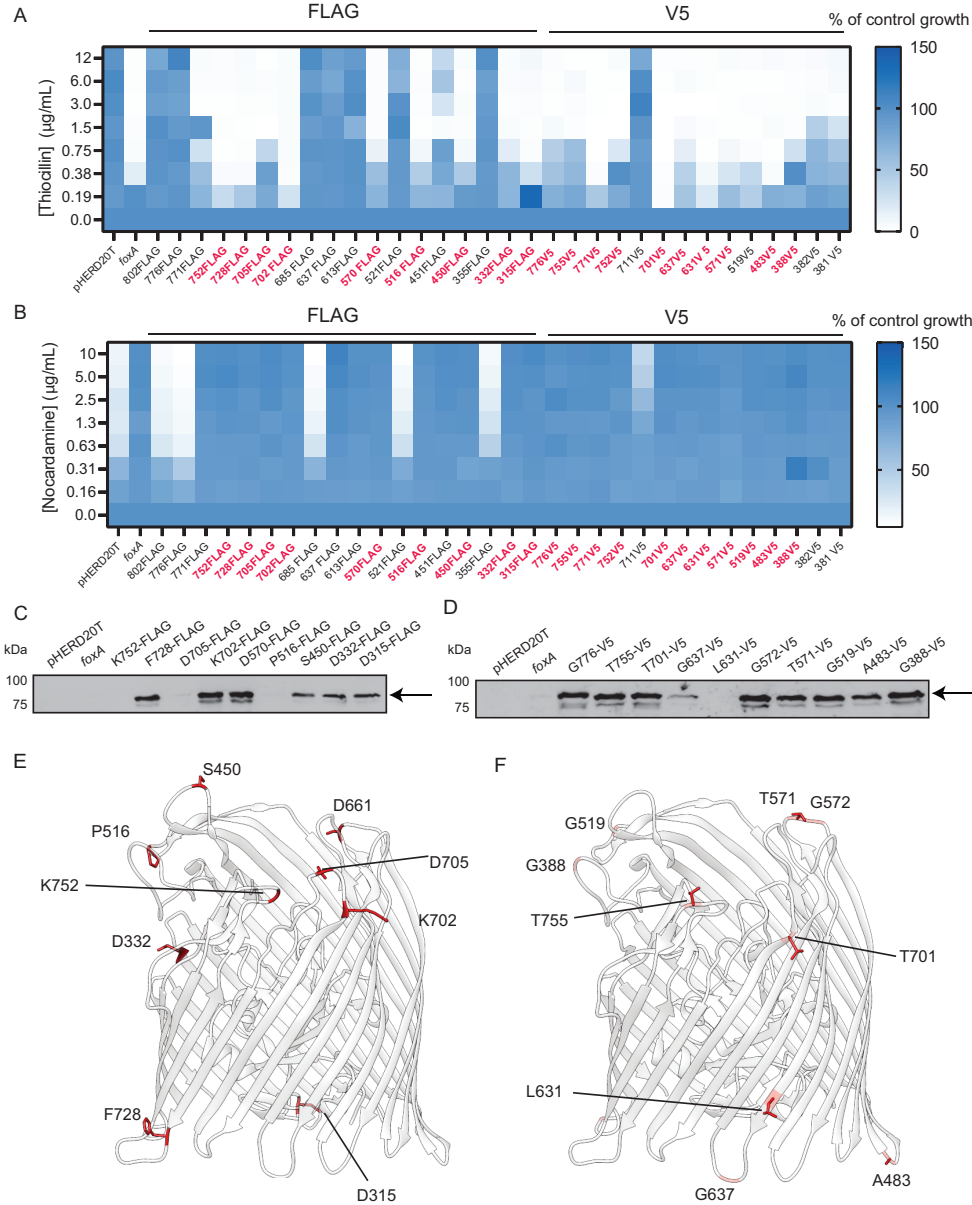 A
FLAG
V5
% of control growth
[Thiocillin] (µg/mL)
12
6.0
3.0
1.5
0.75
0.38
0.19
0.0
150
100
50
0
pHERD20T
foxA
802FLAG
776FLAG
771FLAG
752FLAG
728FLAG
705FLAG
702 FLAG
685 FLAG
637 FLAG
613FLAG
570 FLAG
521FLAG
516 FLAG
451FLAG
450FLAG
355FLAG
332FLAG
315FLAG
776V5
755V5
771V5
752V5
711V5
701V5
637V5
631V 5
571V5
519V5
483V5
388V5
382V5
381 V5
B
FLAG
V5
% of control growth
[Nocardamine] (µg/mL)
10
5.0
2.5
1.3
0.63
0.31
0.16
0.0
150
100
50
pHERD20T
foxA
802FLAG
776FLAG
771FLAG
752FLAG
728FLAG
705FLAG
702FLAG
685 FLAG
637 FLAG
613FLAG
570FLAG
521FLAG
516FLAG
451FLAG
450FLAG
355FLAG
332FLAG
315FLAG
776V5
755V5
771V5
752V5
711V5
701V5
637V5
631V5
571V5
519V5
483V5
388V5
382V5
381 V5
C
kDa
100
75
pHERD20T
foxA
K752-FLAG
F728-FLAG
D705-FLAG
K702-FLAG
D570-FLAG
P516-FLAG
S450-FLAG
D332-FLAG
D315-FLAG
D
kDa
100
75
pHERD20T
foxA
G776-V5
T755-V5
T701-V5
G637-V5
L631-V5
G572-V5
T571-V5
G519-V5
A483-V5
G388-V5
E
S450
D661
P516
D705
K752
K702
D332
F728
D315
F
T571
G572
G519
G388
T755
T701
L631
A483
G637